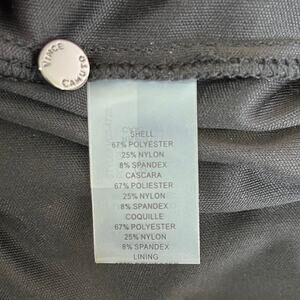 VINCE
CAMUTO
SHELL
67% POLYESTER
25% NYLON
8% SPANDEX
CASCARA
67% POLIESTER
25% NYLON
8% SPANDEX
COQUILLE
67% POLYESTER
25% NYLON
8% SPANDEX
LINING